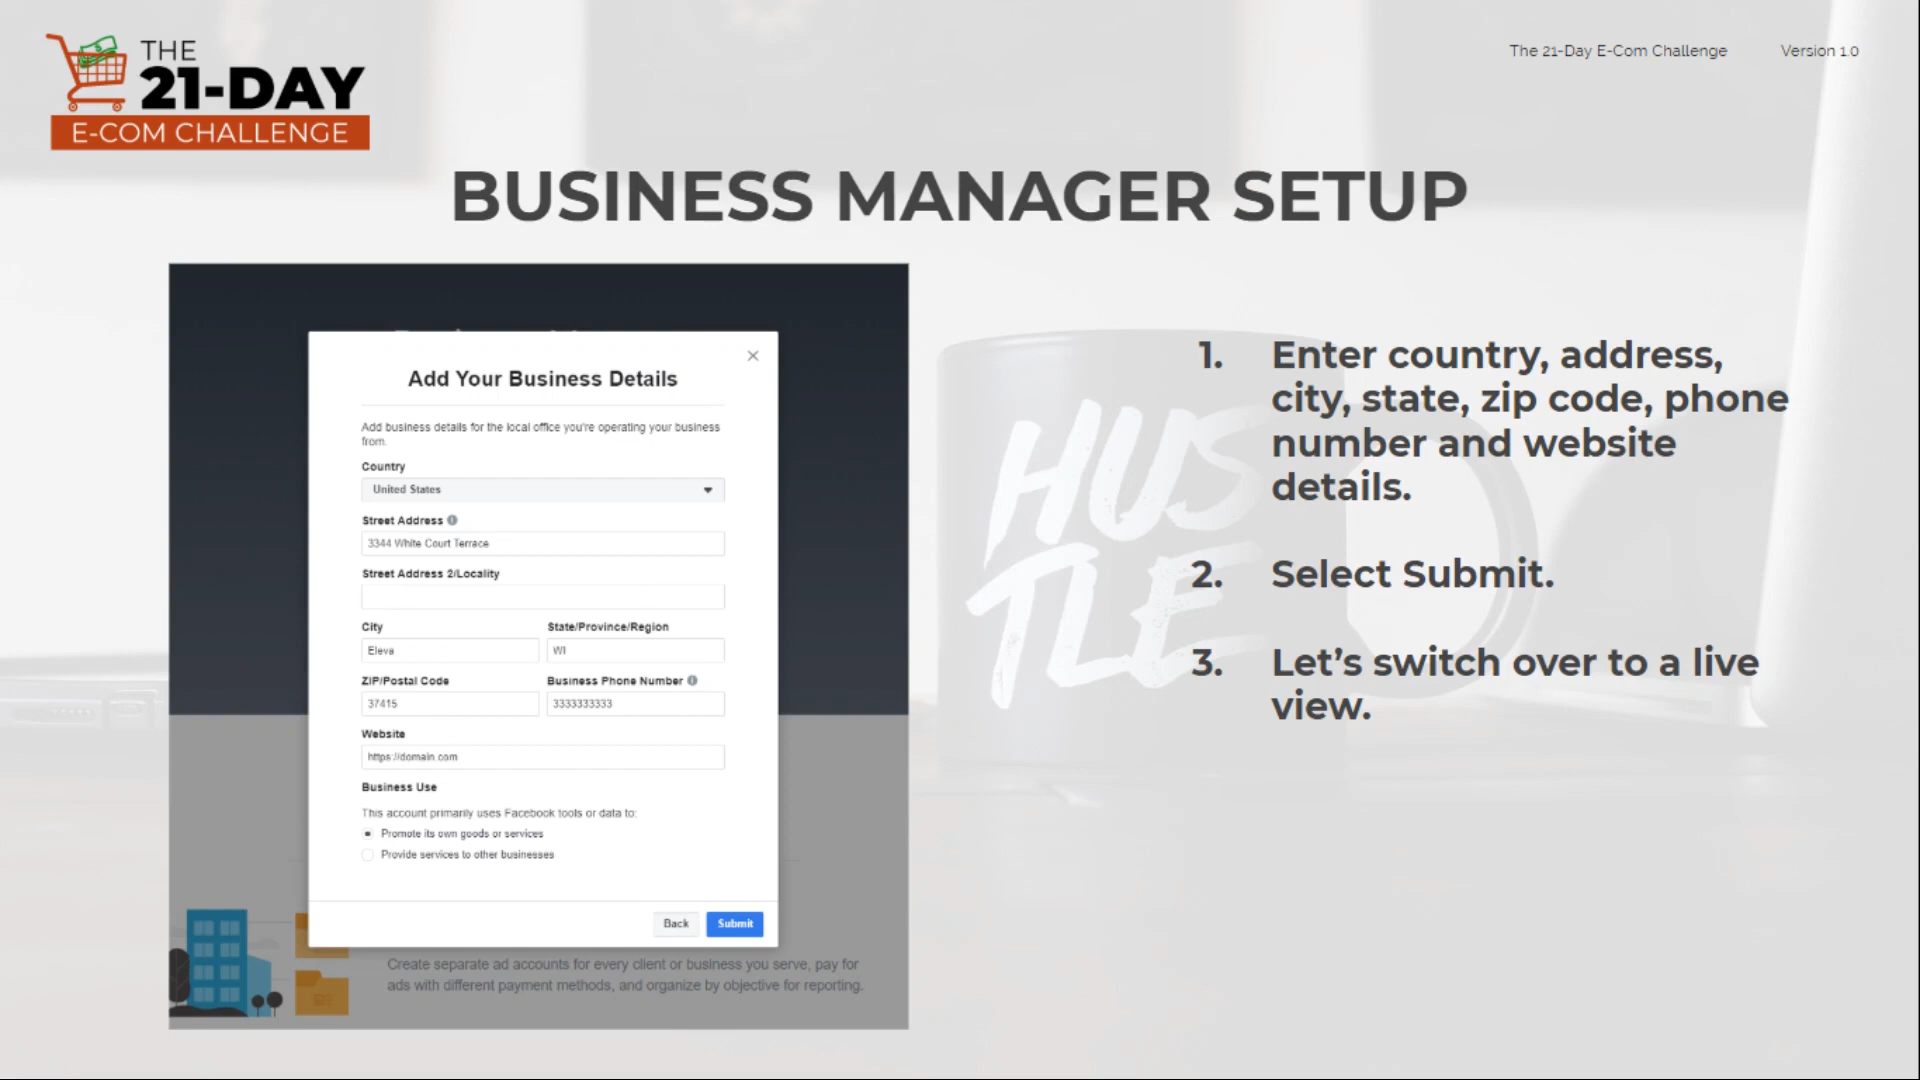 THE
21-DAY
E-COM CHALLENGE
The 21-Day E-Com Challenge
Version 1.0
BUSINESS MANAGER SETUP
Add Your Business Details
Add business details for the local office you're operating your business
from.
Country
United States
Street Address
3344 White Court Terrace
Street Address 2/Locality
City
State/Province/Region
Eleva
WI
ZIP/Postal Code
Business Phone Number
37415
3333333333
Website
https://domain.com
Business Use
This account primarily uses Facebook tools or data to:
Promote its own goods or services
Provide services to other businesses
Back
Submit
Create separate ad accounts for every client or business you serve, pay for
ads with different payment methods, and organize by objective for reporting.
HUS
TLE
1. Enter country, address,
city, state, zip code, phone
number and website
details.
2. Select Submit.
3. Let's switch over to a live
view.